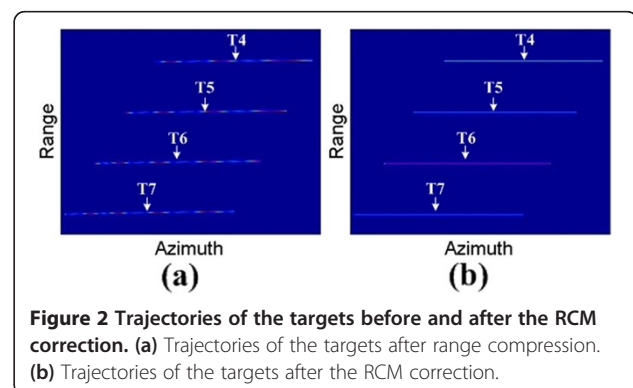 T4
T5
T6
T7
Range
Azimuth
(a)
T4
T5
T6
T7
Range
Azimuth
(b)
Figure 2 Trajectories of the targets before and after the RCM
correction. (a) Trajectories of the targets after range compression.
(b) Trajectories of the targets after the RCM correction.